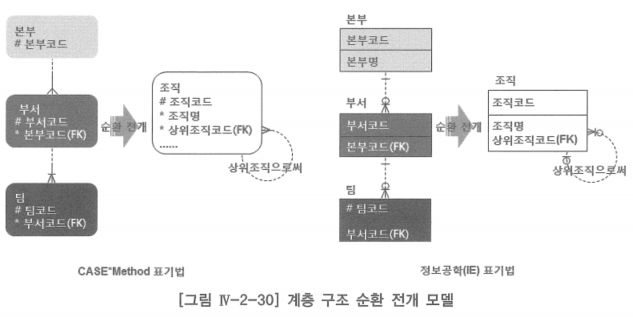 본부
# 본부코드
부서
# 부서코드
* 본부코드(FK)
팀
# 팀코드
* 부서코드(FK)
순환 전개
조직
# 조직코드
* 조직명
* 상위조직코드(FK)
......
상위조직으로써
CASE*Method 표기법
본부
본부코드
본부명
부서
부서코드
본부코드(FK)
팀
# 팀코드
부서코드(FK)
순환 전개
조직
조직코드
조직명
상위조직코드(FK)
상위조직으로써
정보공학(IE) 표기법
[그림 Ⅳ-2-30] 계층 구조 순환 전개 모델